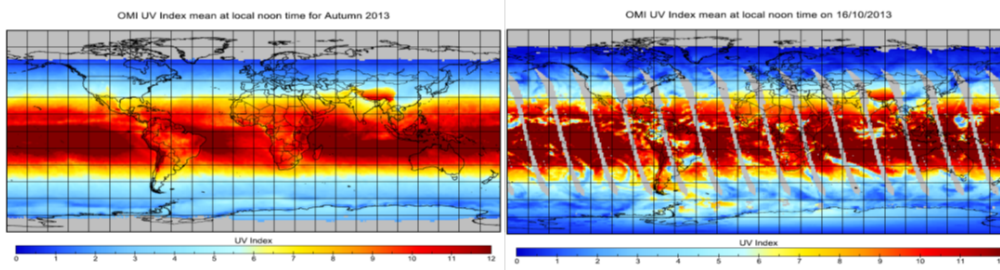 OMI UV Index mean at local noon time for Autumn 2013
UV Index
0 1 2 3 4 5 6 7 8 9 10 11 12
OMI UV Index mean at local noon time on 16/10/2013
UV Index
0 1 2 3 4 5 6 7 8 9 10 11